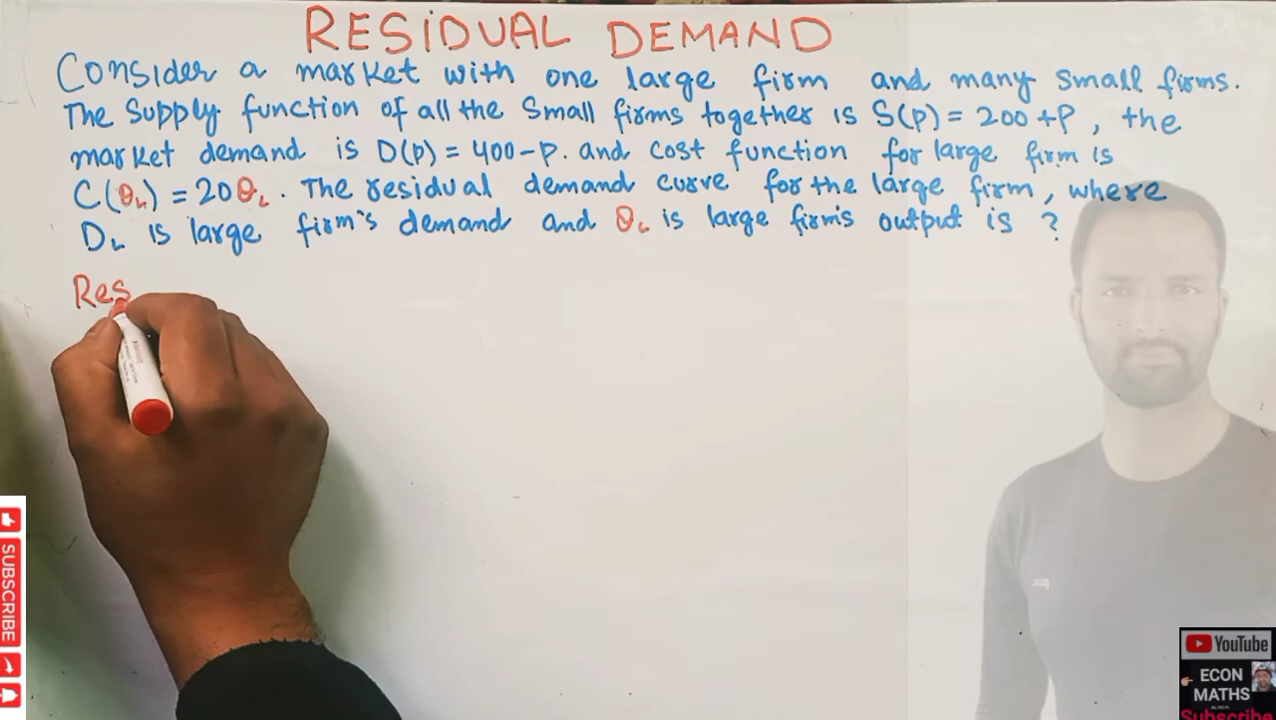 RESiDUAL DEMAND
Consider a market with one large firm and many small firms.
The supply function of all the small firms together is S(p) = 200 + P, the
market demand is D(p) = 400 - p. and cost function for large firm is
C(θL) = 20θL. The residual demand curve for the large firm, where
DL is large firm's demand and θL is large firm's output is ?
Res
SUBSCRIBE
YouTube
ECON
MATHS
Subscribe